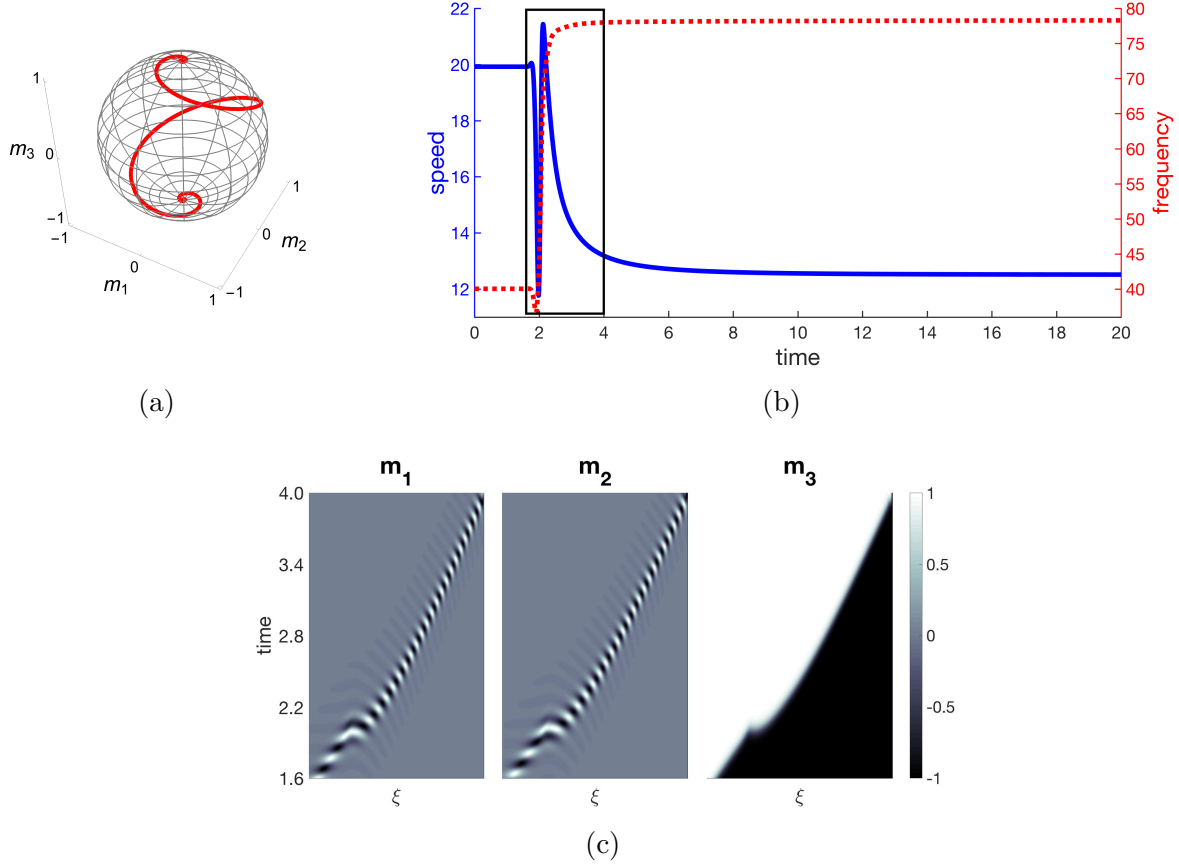 1
m3
0
−1
−1
0
m1
1
−1
0
m2
1
(a)
22
20
18
16
14
12
speed
80
75
70
65
60
55
50
45
40
frequency
0 2 4 6 8 10 12 14 16 18 20
time
(b)
m1 m2 m3
4.0
3.4
2.8
2.2
1.6
time
ξ ξ ξ
1
0.5
0
-0.5
-1
(c)